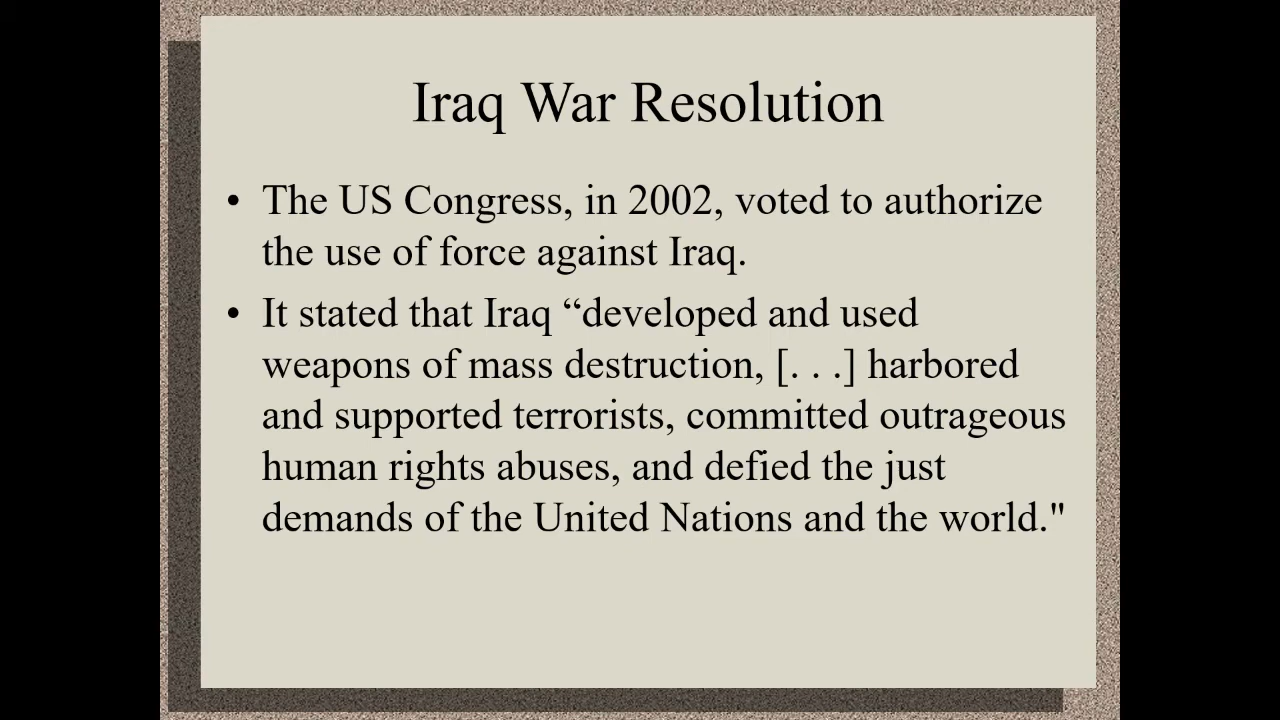 Iraq War Resolution
• The US Congress, in 2002, voted to authorize
the use of force against Iraq.
• It stated that Iraq “developed and used
weapons of mass destruction, [. . .] harbored
and supported terrorists, committed outrageous
human rights abuses, and defied the just
demands of the United Nations and the world."